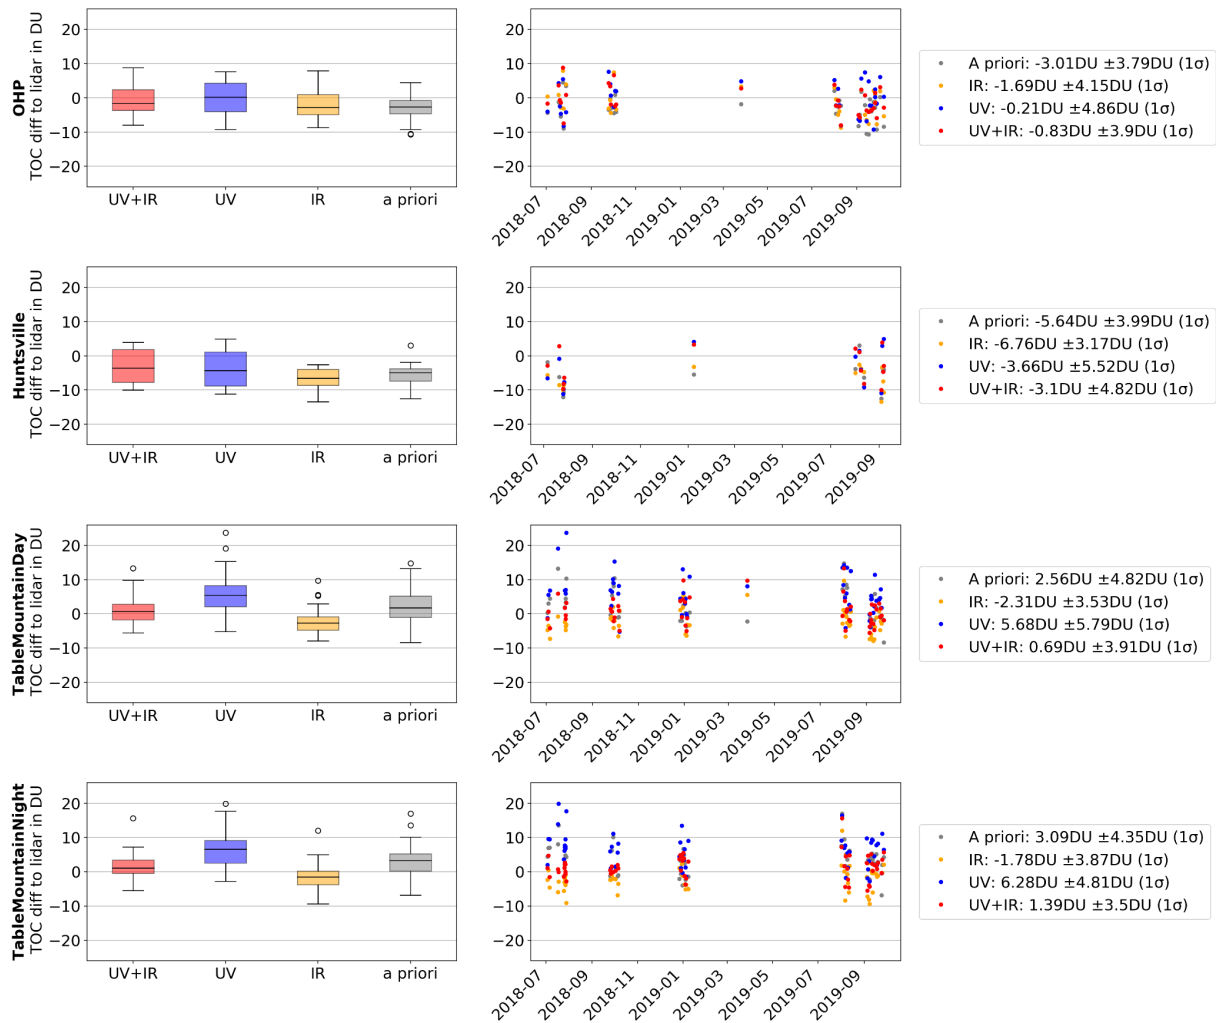 OHP
TOC diff to lidar in DU
20
10
0
−10
−20
UV+IR UV IR a priori
20
10
0
−10
−20
2018-07 2018-09 2018-11 2019-01 2019-03 2019-05 2019-07 2019-09
A priori: -3.01DU ±3.79DU (1σ)
IR: -1.69DU ±4.15DU (1σ)
UV: -0.21DU ±4.86DU (1σ)
UV+IR: -0.83DU ±3.9DU (1σ)
Huntsville
TOC diff to lidar in DU
20
10
0
−10
−20
UV+IR UV IR a priori
20
10
0
−10
−20
2018-07 2018-09 2018-11 2019-01 2019-03 2019-05 2019-07 2019-09
A priori: -5.64DU ±3.99DU (1σ)
IR: -6.76DU ±3.17DU (1σ)
UV: -3.66DU ±5.52DU (1σ)
UV+IR: -3.1DU ±4.82DU (1σ)
TableMountainDay
TOC diff to lidar in DU
20
10
0
−10
−20
UV+IR UV IR a priori
20
10
0
−10
−20
2018-07 2018-09 2018-11 2019-01 2019-03 2019-05 2019-07 2019-09
A priori: 2.56DU ±4.82DU (1σ)
IR: -2.31DU ±3.53DU (1σ)
UV: 5.68DU ±5.79DU (1σ)
UV+IR: 0.69DU ±3.91DU (1σ)
TableMountainNight
TOC diff to lidar in DU
20
10
0
−10
−20
UV+IR UV IR a priori
20
10
0
−10
−20
2018-07 2018-09 2018-11 2019-01 2019-03 2019-05 2019-07 2019-09
A priori: 3.09DU ±4.35DU (1σ)
IR: -1.78DU ±3.87DU (1σ)
UV: 6.28DU ±4.81DU (1σ)
UV+IR: 1.39DU ±3.5DU (1σ)